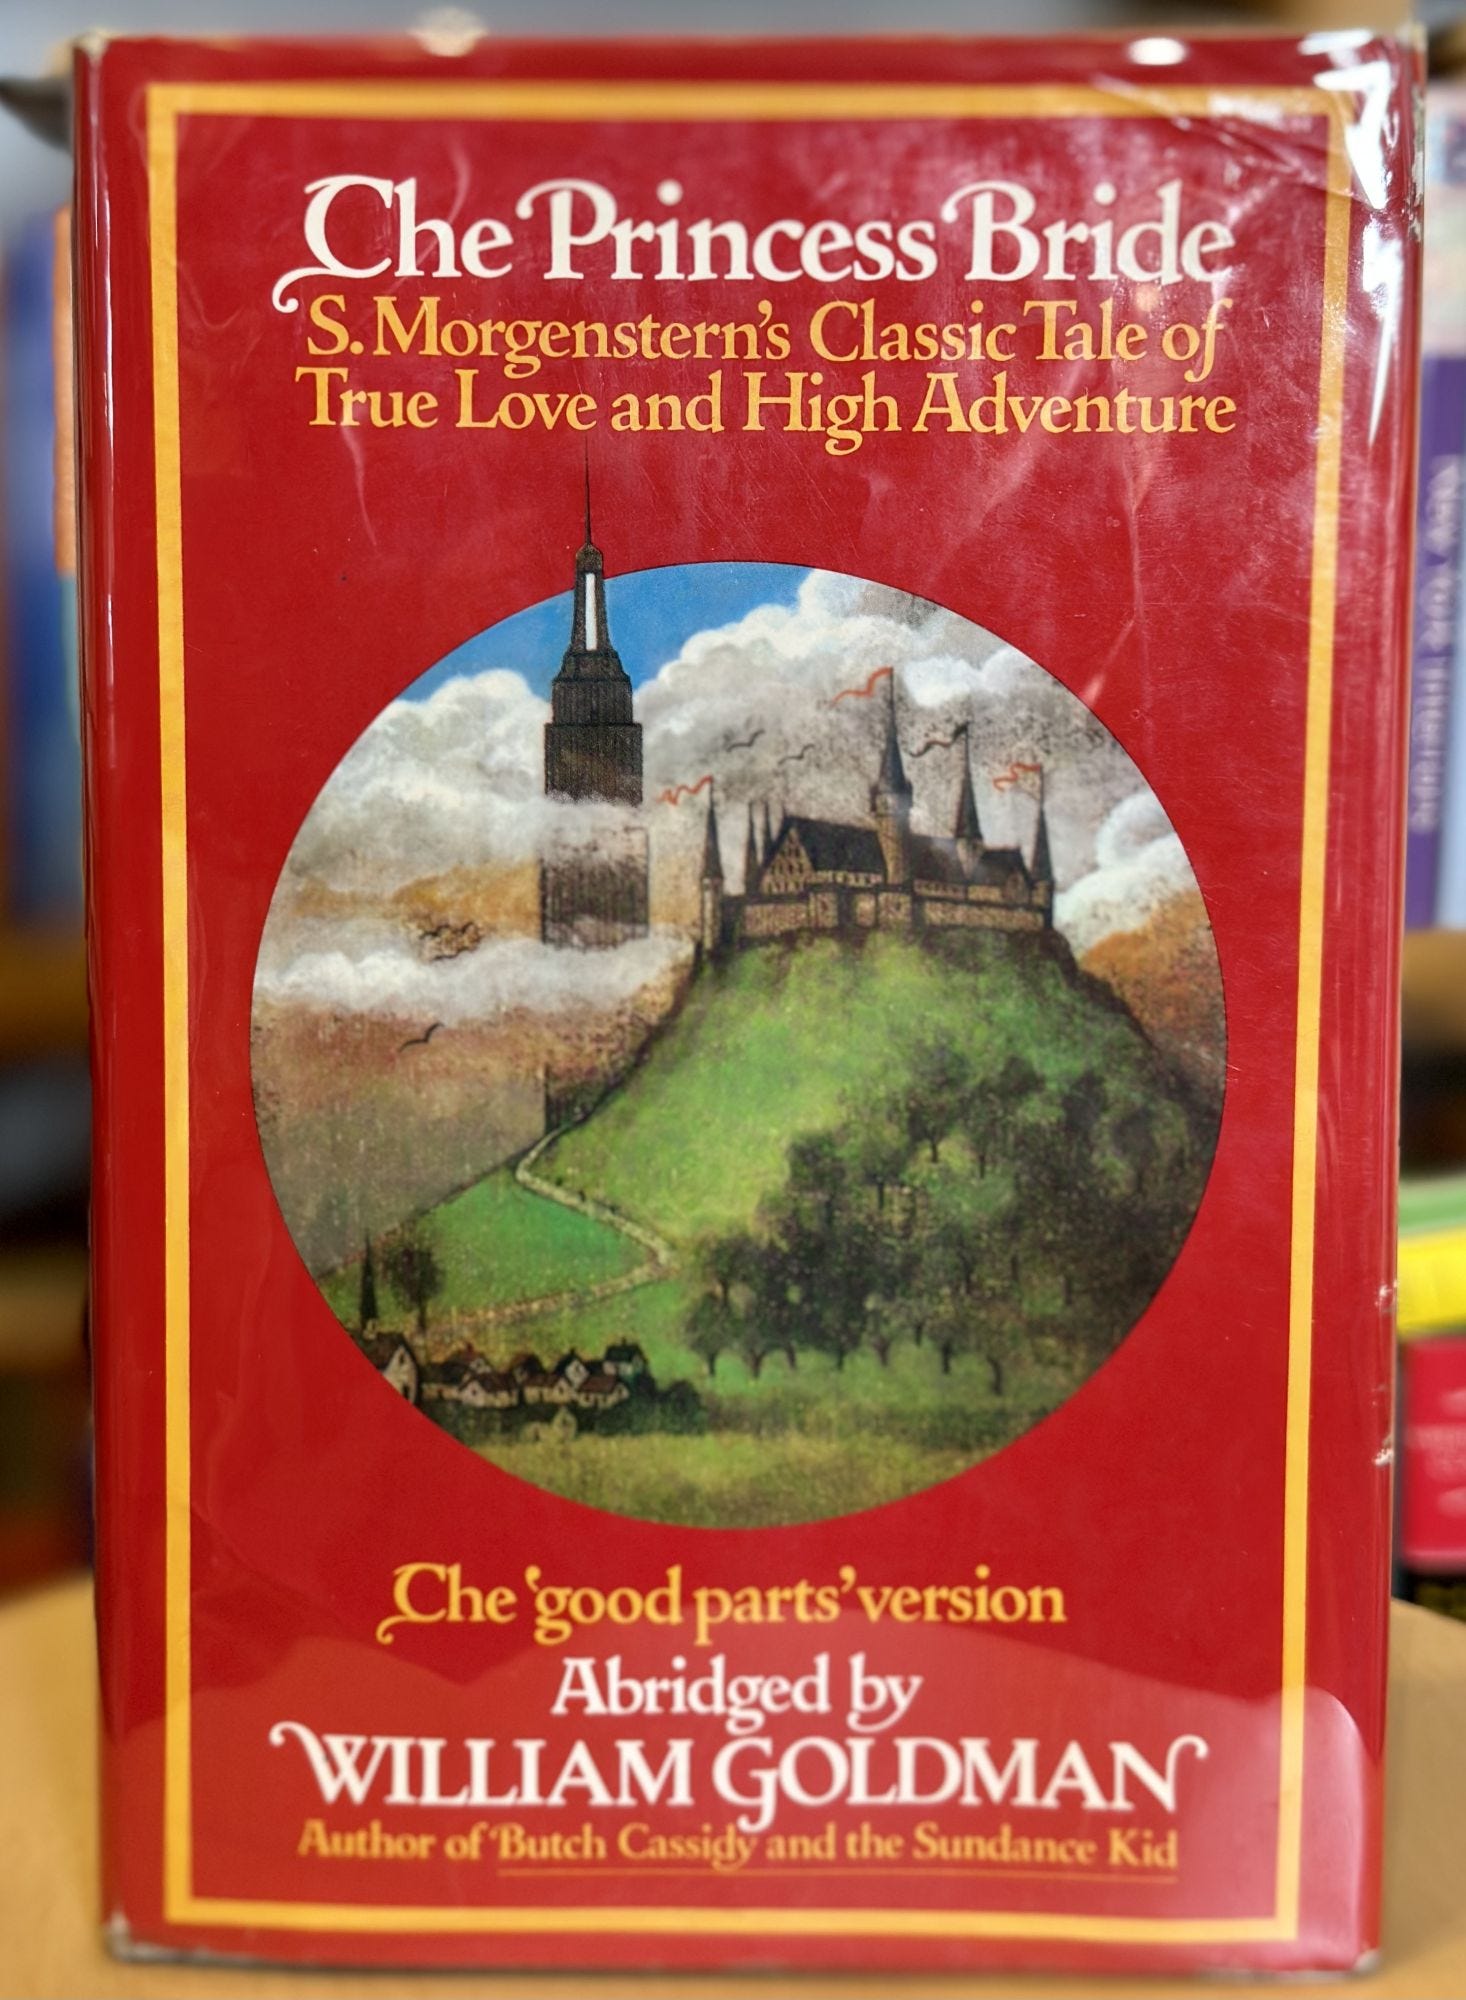 The Princess Bride
S. Morgenstern's Classic Tale of
True Love and High Adventure
The 'good parts' version
Abridged by
WILLIAM GOLDMAN
Author of Butch Cassidy and the Sundance Kid